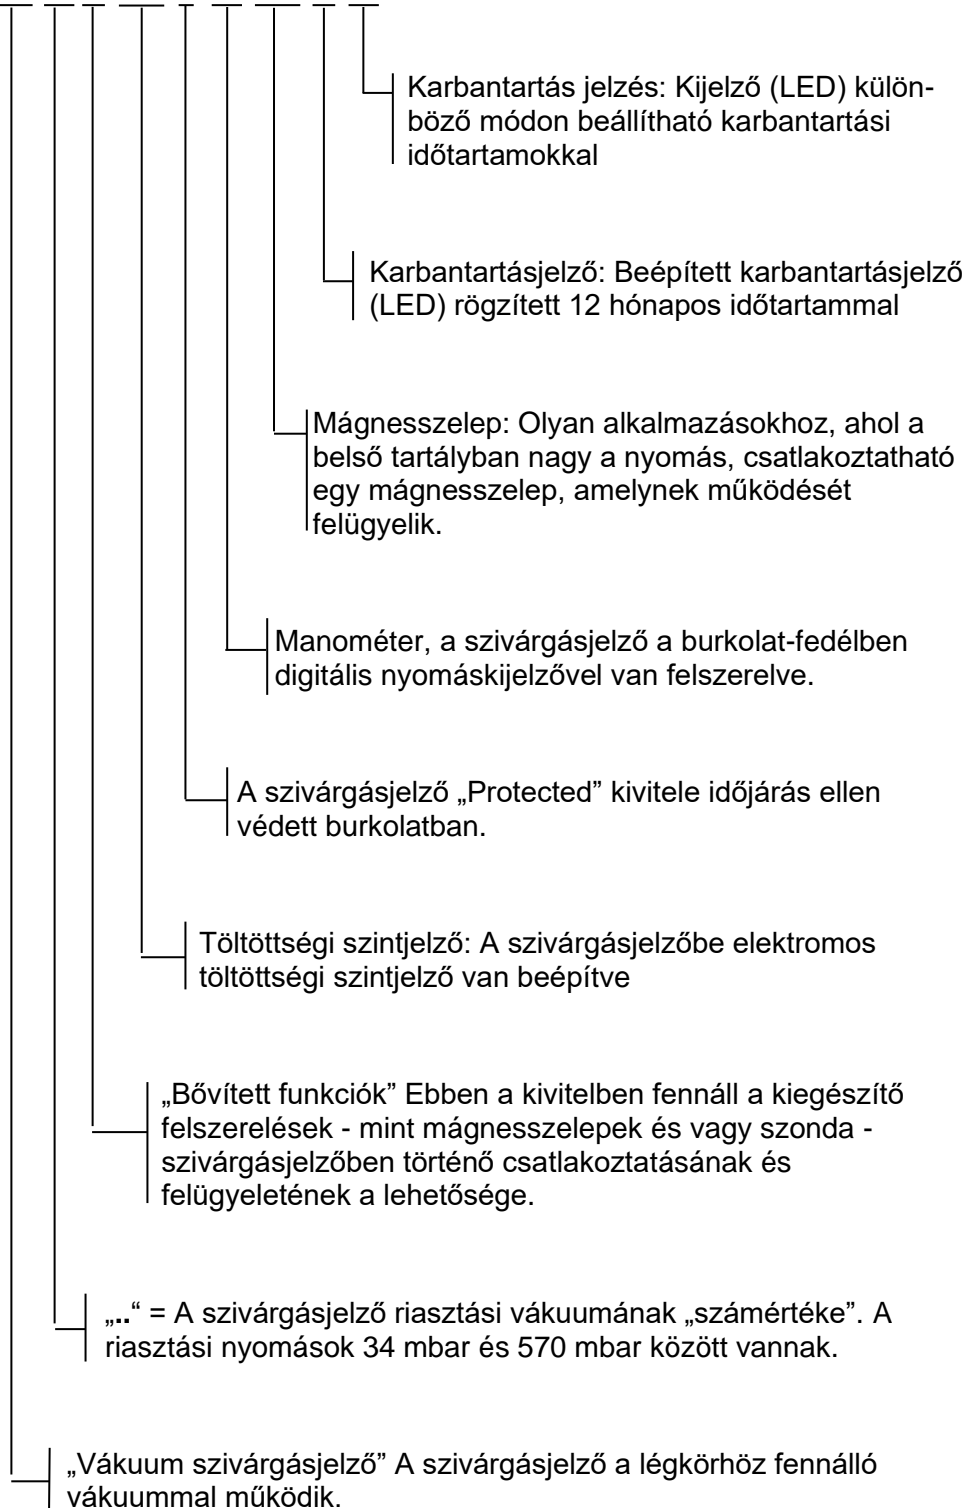 Karbantartás jelzés: Kijelző (LED) külön-
böző módon beállítható karbantartási
időtartamokkal
Karbantartásjelző: Beépített karbantartásjelző
(LED) rögzített 12 hónapos időtartammal
Mágnesszelep: Olyan alkalmazásokhoz, ahol a
belső tartályban nagy a nyomás, csatlakoztatható
egy mágnesszelep, amelynek működését
felügyelik.
Manométer, a szivárgásjelző a burkolat-fedélben
digitális nyomáskijelzővel van felszerelve.
A szivárgásjelző „Protected” kivitele időjárás ellen
védett burkolatban.
Töltöttségi szintjelző: A szivárgásjelzőbe elektromos
töltöttségi szintjelző van beépítve
„Bővített funkciók” Ebben a kivitelben fennáll a kiegészítő
felszerelések - mint mágnesszelepek és vagy szonda -
szivárgásjelzőben történő csatlakoztatásának és
felügyeletének a lehetősége.
„..“ = A szivárgásjelző riasztási vákuumának „számértéke”. A
riasztási nyomások 34 mbar és 570 mbar között vannak.
„Vákuum szivárgásjelző” A szivárgásjelző a légkörhöz fennálló
vákuummal működik.